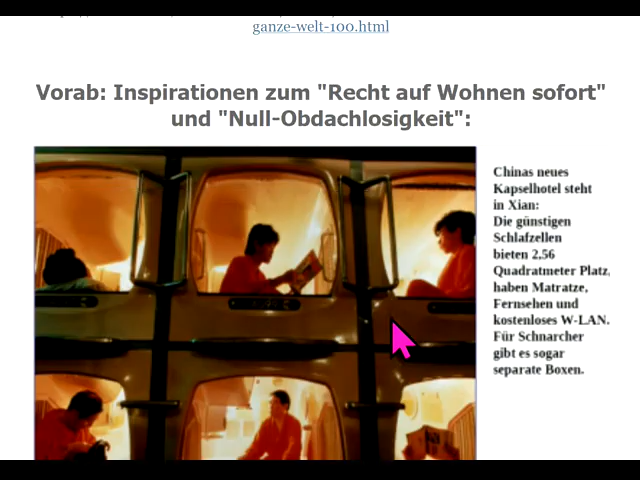 ganze-welt-100.html
Vorab: Inspirationen zum "Recht auf Wohnen sofort"
und "Null-Obdachlosigkeit":
Chinas neues
Kapselhotel steht
in Xian:
Die günstigen
Schlafzellen
bieten 2,56
Quadratmeter Platz,
haben Matratze,
Fernsehen und
kostenloses W-LAN.
Für Schnarcher
gibt es sogar
separate Boxen.